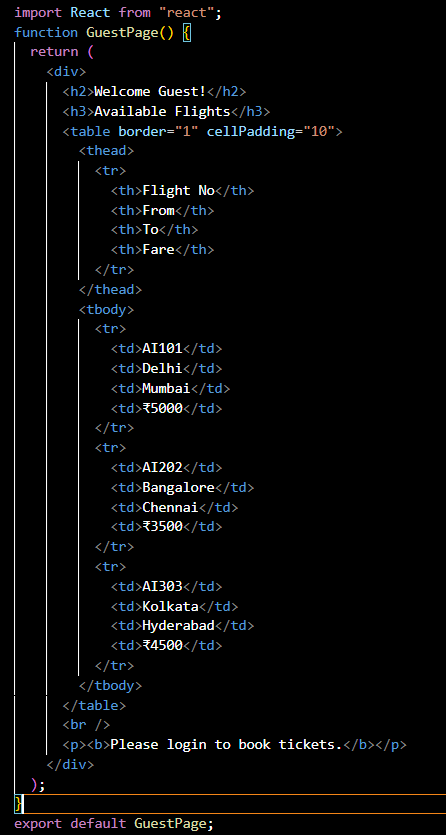 import React from "react";
function GuestPage() {
  return (
    <div>
      <h2>Welcome Guest!</h2>
      <h3>Available Flights</h3>
      <table border="1" cellPadding="10">
        <thead>
          <tr>
            <th>Flight No</th>
            <th>From</th>
            <th>To</th>
            <th>Fare</th>
          </tr>
        </thead>
        <tbody>
          <tr>
            <td>AI101</td>
            <td>Delhi</td>
            <td>Mumbai</td>
            <td>₹5000</td>
          </tr>
          <tr>
            <td>AI202</td>
            <td>Bangalore</td>
            <td>Chennai</td>
            <td>₹3500</td>
          </tr>
          <tr>
            <td>AI303</td>
            <td>Kolkata</td>
            <td>Hyderabad</td>
            <td>₹4500</td>
          </tr>
        </tbody>
      </table>
      <br />
      <p><b>Please login to book tickets.</b></p>
    </div>
  );
}
export default GuestPage;